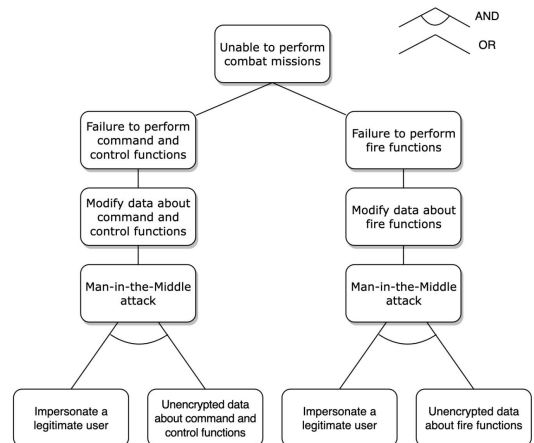 AND
OR
Unable to perform
combat missions
Failure to perform
command and
control functions
Failure to perform
fire functions
Modify data about
command and
control functions
Modify data about
fire functions
Man-in-the-Middle
attack
Man-in-the-Middle
attack
Impersonate a
legitimate user
Unencrypted data
about command and
control functions
Impersonate a
legitimate user
Unencrypted data
about fire functions